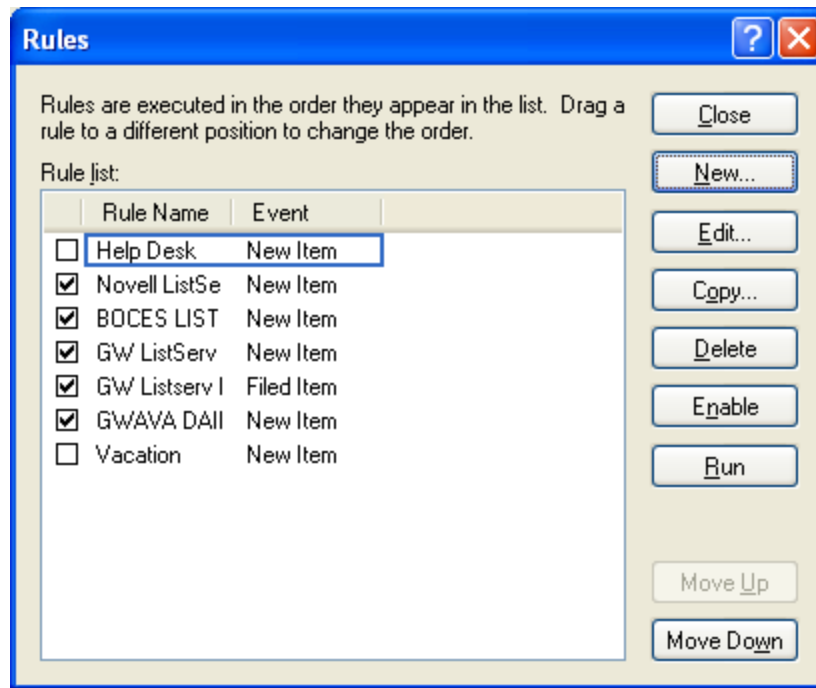 Rules
Rules are executed in the order they appear in the list. Drag a
rule to a different position to change the order.
Rule list:
Rule Name Event
Help Desk New Item
Novell ListSe New Item
BOCES LIST New Item
GW ListServ New Item
GW Listserv I Filed Item
GWAVA DAIl New Item
Vacation New Item
Close
New...
Edit...
Copy...
Delete
Enable
Run
Move Up
Move Down